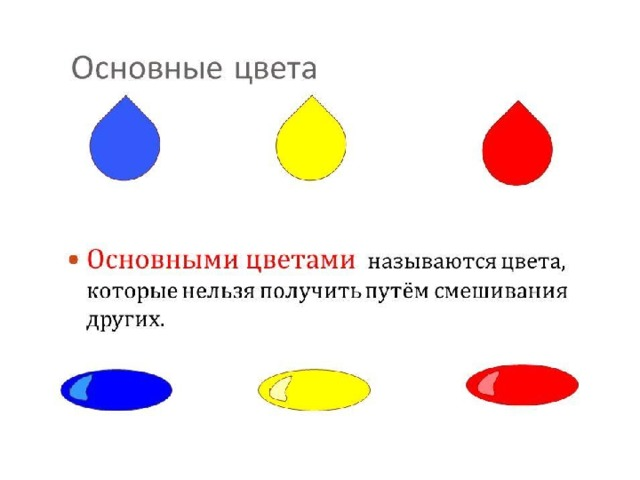 Основные цвета
• Основными цветами называются цвета,
которые нельзя получить путём смешивания
других.